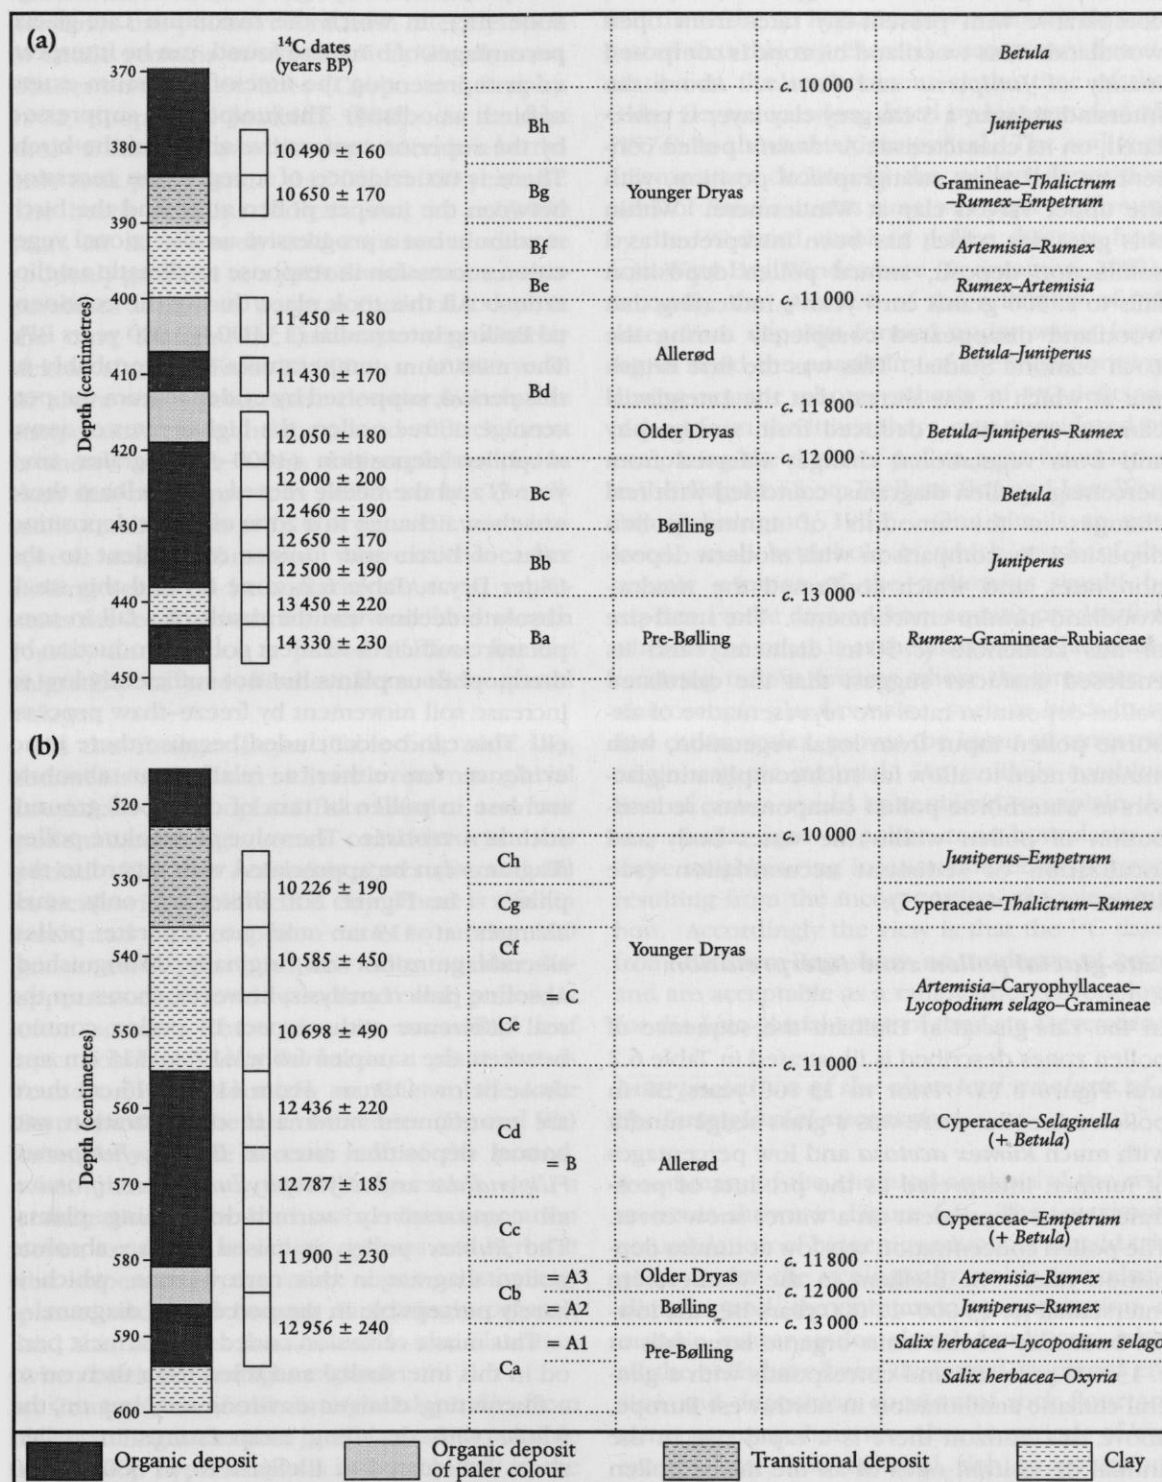 (a)
¹⁴C dates
(years BP)
370
Betula
c. 10 000
Bh
Juniperus
380
10 490 ± 160
10 650 ± 170
Bg
Younger Dryas
Gramineae–Thalictrum
–Rumex–Empetrum
390
Bf
Artemisia–Rumex
Be
Rumex–Artemisia
400
c. 11 000
11 450 ± 180
Allerød
Betula–Juniperus
410
11 430 ± 170
Bd
c. 11 800
12 050 ± 180
Older Dryas
Betula–Juniperus–Rumex
420
c. 12 000
12 000 ± 200
Bc
Betula
12 460 ± 190
430
Bølling
12 650 ± 170
12 500 ± 190
Bb
Juniperus
440
13 450 ± 220
c. 13 000
14 330 ± 230
Ba
Pre-Bølling
Rumex–Gramineae–Rubiaceae
450
Depth (centimetres)
(b)
520
c. 10 000
Ch
Juniperus–Empetrum
530
10 226 ± 190
Cg
Cyperaceae–Thalictrum–Rumex
540
10 585 ± 450
Cf
Younger Dryas
= C
Artemisia–Caryophyllaceae–
Lycopodium selago–Gramineae
550
10 698 ± 490
Ce
c. 11 000
560
12 436 ± 220
Cyperaceae–Selaginella
(+ Betula)
Cd
= B
Allerød
570
12 787 ± 185
Cc
Cyperaceae–Empetrum
(+ Betula)
580
11 900 ± 230
c. 11 800
= A3
Older Dryas
Artemisia–Rumex
Cb
c. 12 000
= A2
Bølling
Juniperus–Rumex
590
12 956 ± 240
c. 13 000
= A1
Pre-Bølling
Salix herbacea–Lycopodium selago
Ca
Salix herbacea–Oxyria
600
Depth (centimetres)
Organic deposit
Organic deposit
of paler colour
Transitional deposit
Clay